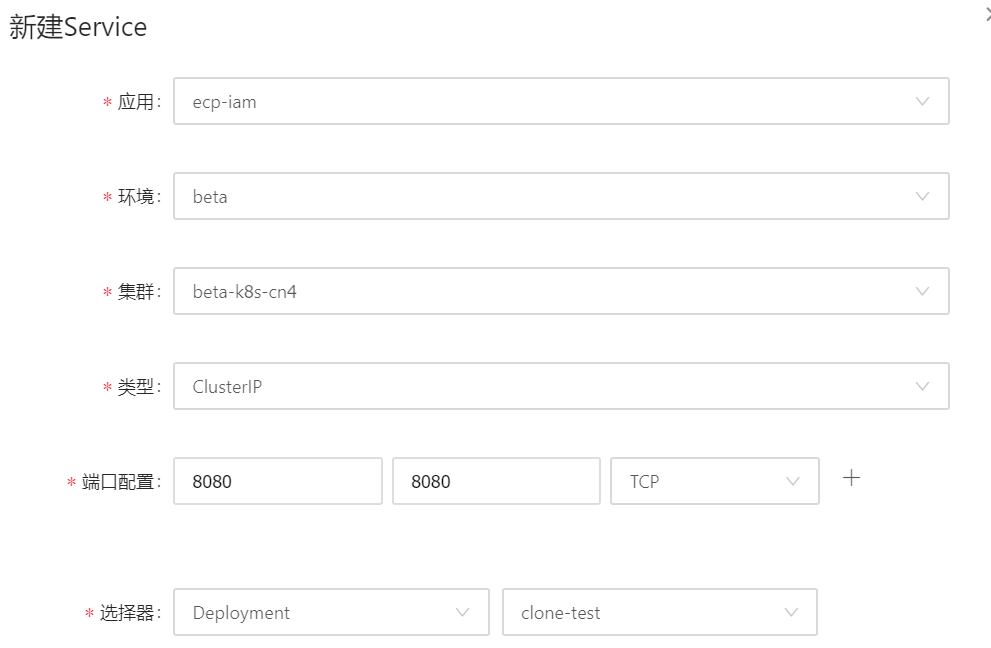 新建Service
* 应用: ecp-iam
* 环境: beta
* 集群: beta-k8s-cn4
* 类型: ClusterIP
* 端口配置: 8080 8080 TCP
* 选择器: Deployment clone-test